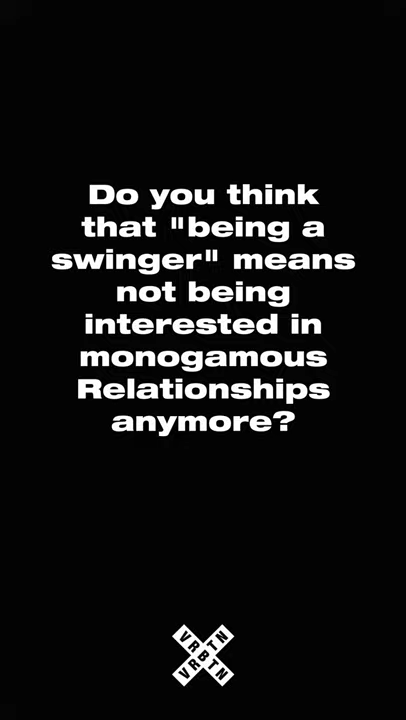 Do you think
that "being a
swinger" means
not being
interested in
monogamous
Relationships
anymore?
VRBTN
VRBTN